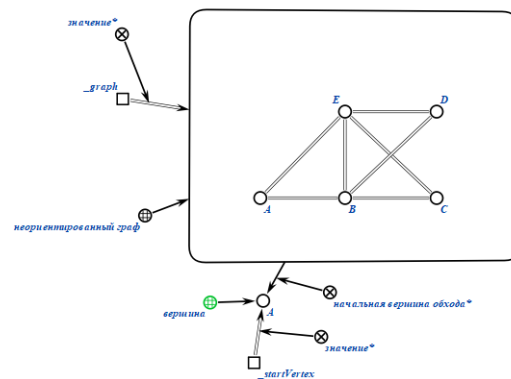 значение*
_graph
E
D
A
B
C
неориентированный граф
начальная вершина обхода*
вершина
A
значение*
_startVertex